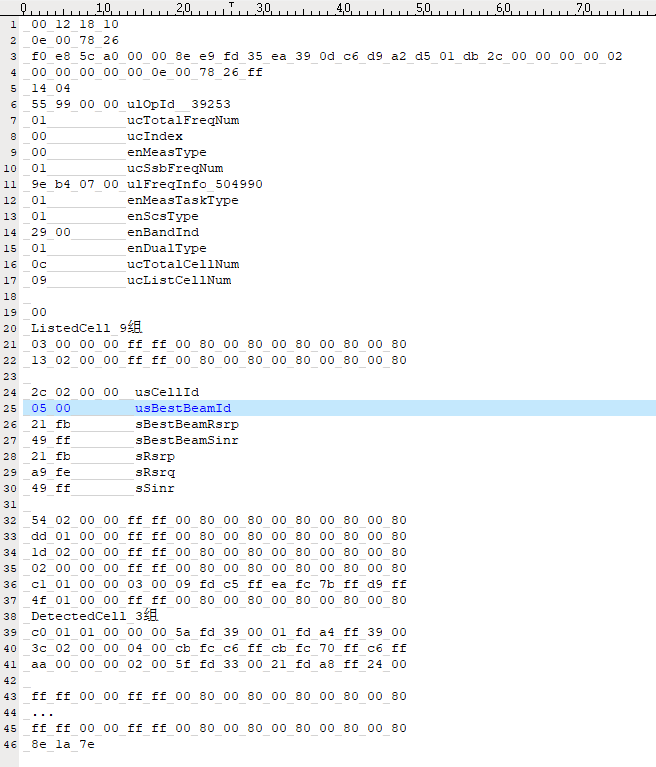 0 10 20 30 40 50 60 70
1 00 12 18 10
2 0e 00 78 26
3 f0 e8 5c a0 00 00 8e e9 fd 35 ea 39 0d c6 d9 a2 d5 01 db 2c 00 00 00 00 02
4 00 00 00 00 00 0e 00 78 26 ff
5 14 04
6 55 99 00 00 ulOpId 39253
7 01 ucTotalFreqNum
8 00 ucIndex
9 00 enMeasType
10 01 ucSsbFreqNum
11 9e b4 07 00 ulFreqInfo 504990
12 01 enMeasTaskType
13 01 enScsType
14 29 00 enBandInd
15 01 enDualType
16 0c ucTotalCellNum
17 09 ucListCellNum
18
19 00
20 ListedCell 9组
21 03 00 00 00 ff ff 00 80 00 80 00 80 00 80 00 80
22 13 02 00 00 ff ff 00 80 00 80 00 80 00 80 00 80
23
24 2c 02 00 00 usCellId
25 05 00 usBestBeamId
26 21 fb sBestBeamRsrp
27 49 ff sBestBeamSinr
28 21 fb sRsrp
29 a9 fe sRsrq
30 49 ff sSinr
31
32 54 02 00 00 ff ff 00 80 00 80 00 80 00 80 00 80
33 dd 01 00 00 ff ff 00 80 00 80 00 80 00 80 00 80
34 1d 02 00 00 ff ff 00 80 00 80 00 80 00 80 00 80
35 02 00 00 00 ff ff 00 80 00 80 00 80 00 80 00 80
36 c1 01 00 00 03 00 09 fd c5 ff ea fc 7b ff d9 ff
37 4f 01 00 00 ff ff 00 80 00 80 00 80 00 80 00 80
38 DetectedCell 3组
39 c0 01 01 00 00 00 5a fd 39 00 01 fd a4 ff 39 00
40 3c 02 00 00 04 00 cb fc c6 ff cb fc 70 ff c6 ff
41 aa 00 00 00 02 00 5f fd 33 00 21 fd a8 ff 24 00
42
43 ff ff 00 00 ff ff 00 80 00 80 00 80 00 80 00 80
44 ...
45 ff ff 00 00 ff ff 00 80 00 80 00 80 00 80 00 80
46 8e 1a 7e